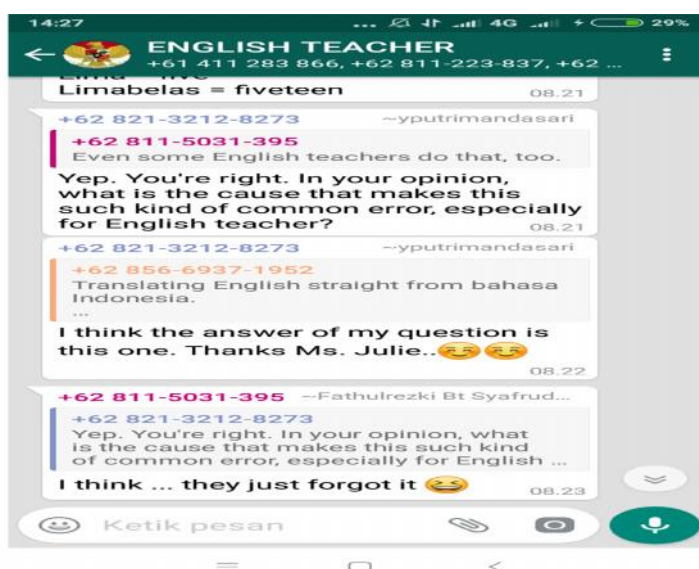 14:27
... 4G 29%
ENGLISH TEACHER
+61 411 283 866, +62 811-223-837, +62 ...
Lima = five
Limabelas = fiveteen
08.21
+62 821-3212-8273 ~yputrimandasari
+62 811-5031-395
Even some English teachers do that, too.
Yep. You're right. In your opinion,
what is the cause that makes this
such kind of common error, especially
for English teacher?
08.21
+62 821-3212-8273 ~yputrimandasari
+62 856-6937-1952
Translating English straight from bahasa
Indonesia.
...
I think the answer of my question is
this one. Thanks Ms. Julie..
08.22
+62 811-5031-395 ~Fathulrezki Bt Syafrud...
+62 821-3212-8273
Yep. You're right. In your opinion, what
is the cause that makes this such kind
of common error, especially for English ...
I think ... they just forgot it
08.23
Ketik pesan